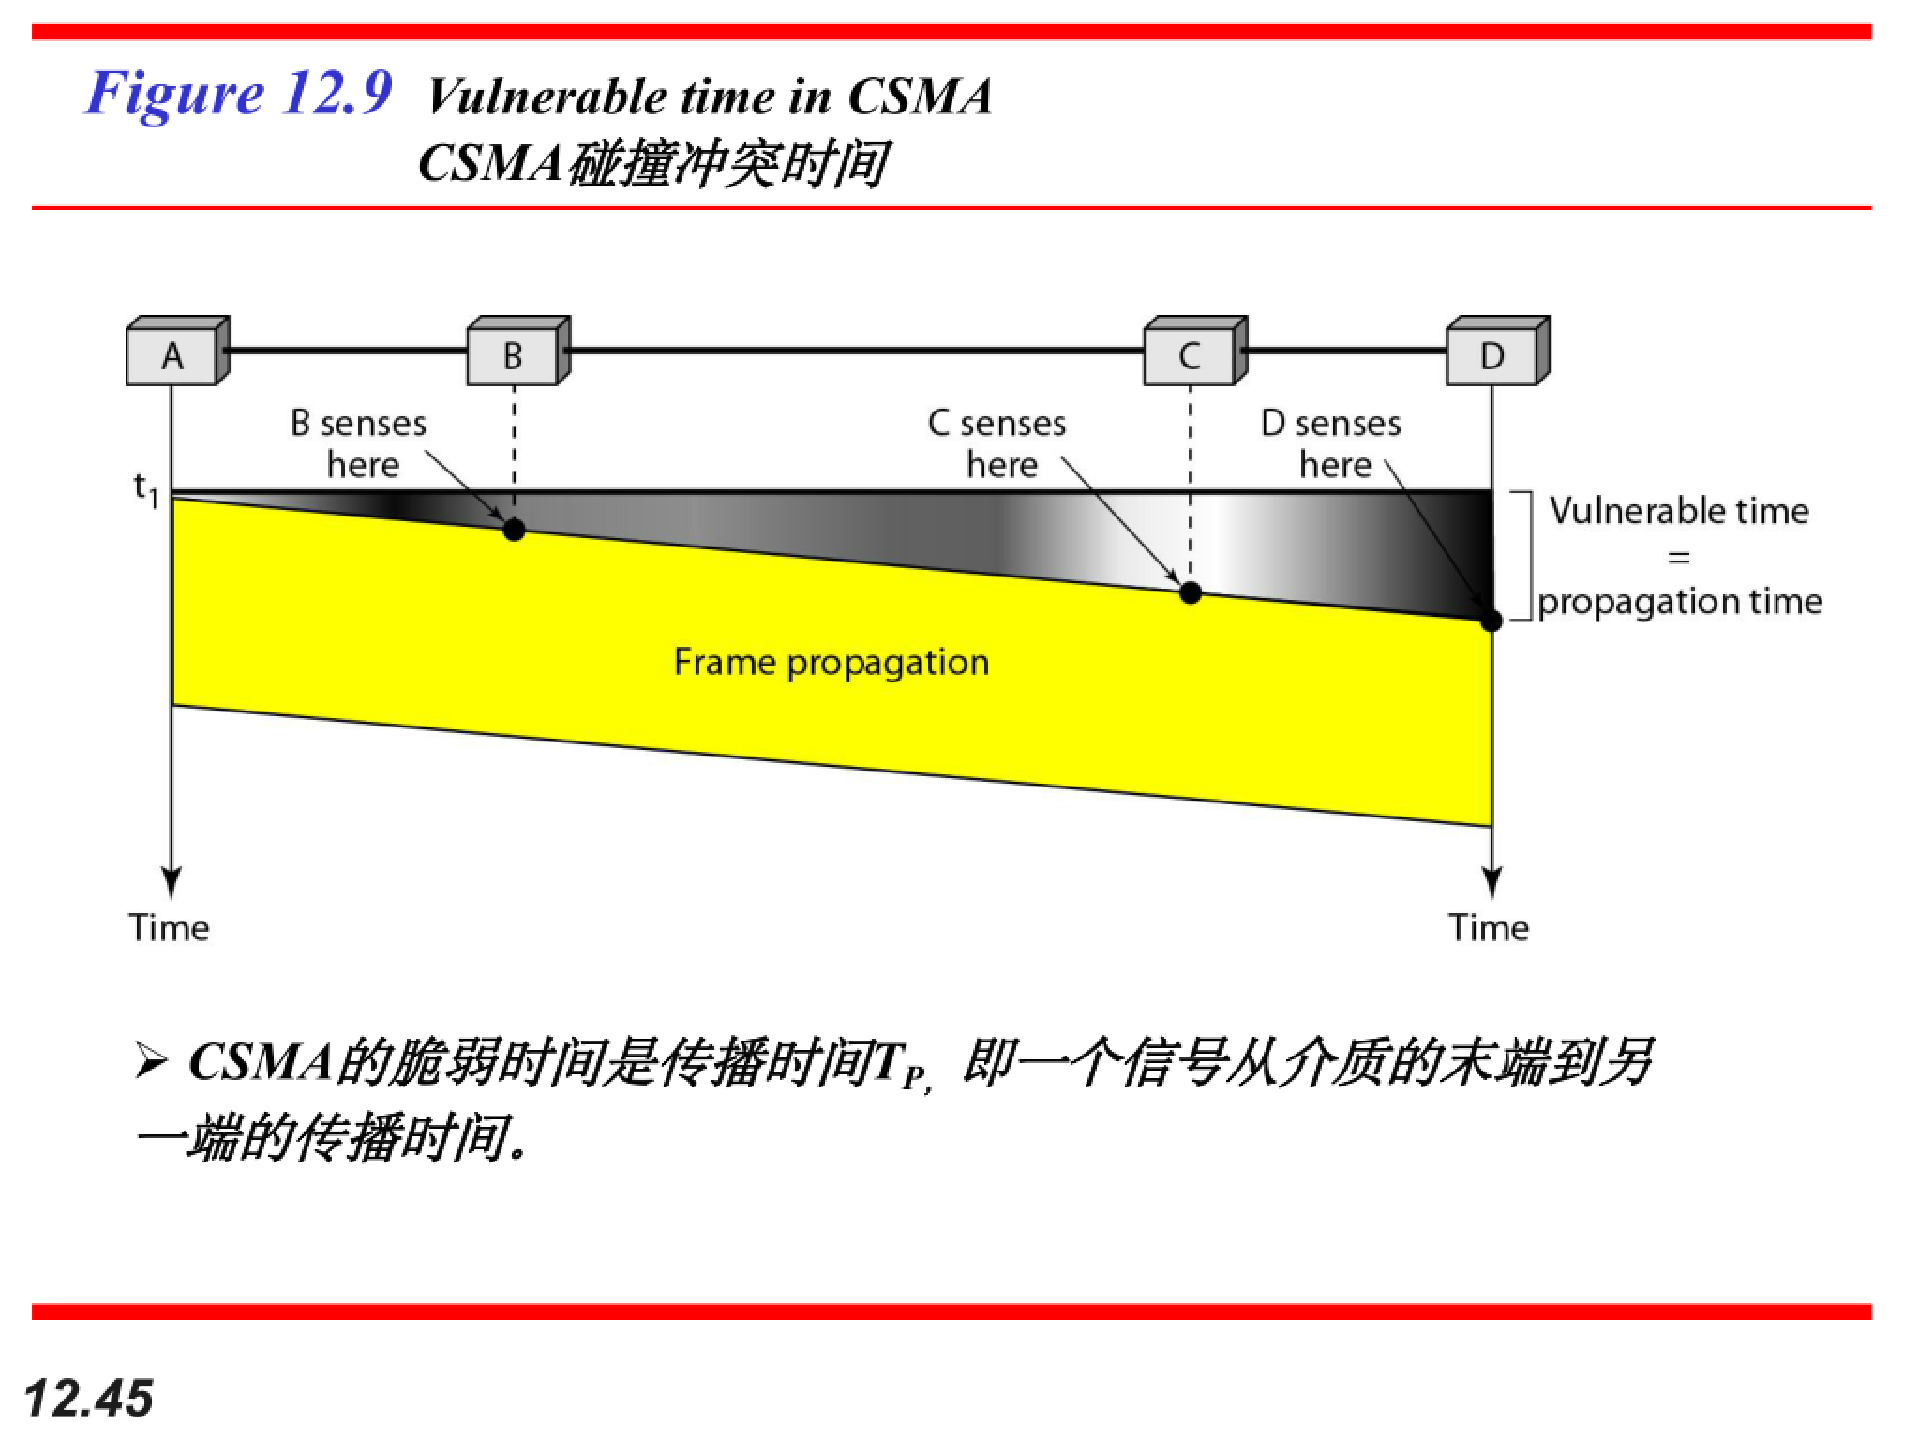 Figure 12.9 Vulnerable time in CSMA
CSMA碰撞冲突时间
A
B
C
D
B senses
here
C senses
here
D senses
here
t1
Vulnerable time
=
propagation time
Frame propagation
Time
Time
➢ CSMA的脆弱时间是传播时间TP, 即一个信号从介质的末端到另
一端的传播时间。
12.45